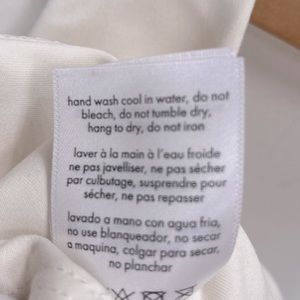 hand wash cool in water, do not
bleach, do not tumble dry,
hang to dry, do not iron
laver à la main à l'eau froide
ne pas javelliser, ne pas sécher
par culbutage, suspendre pour
sécher, ne pas repasser
lavado a mano con agua fria,
no use blanqueador, no secar
a maquina, colgar para secar,
no planchar